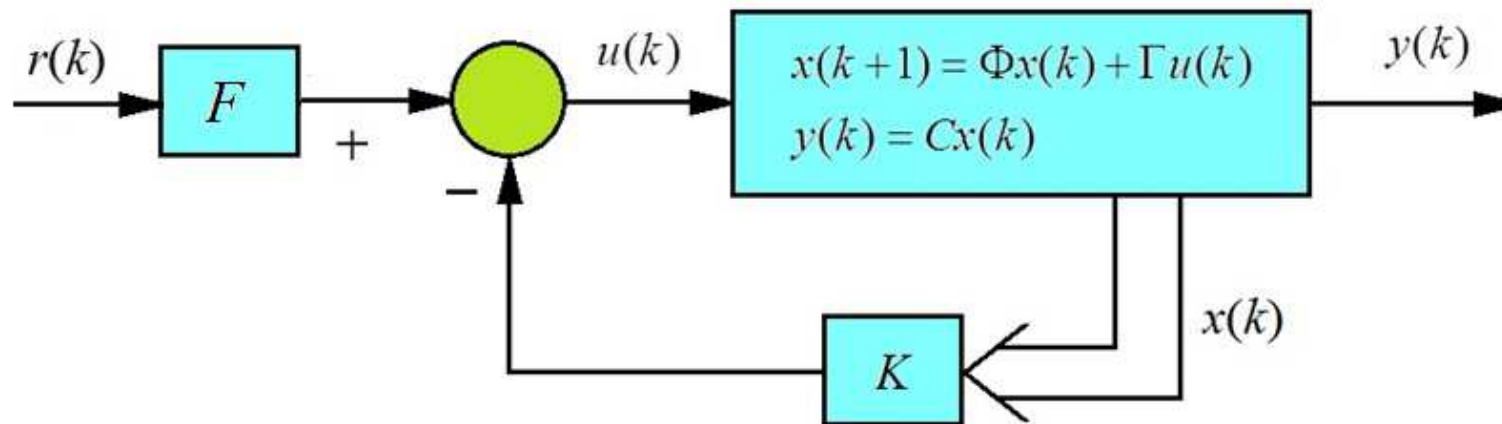 r(k)
F
+
−
u(k)
x(k+1) = Φx(k) + Γu(k)
y(k) = Cx(k)
y(k)
x(k)
K